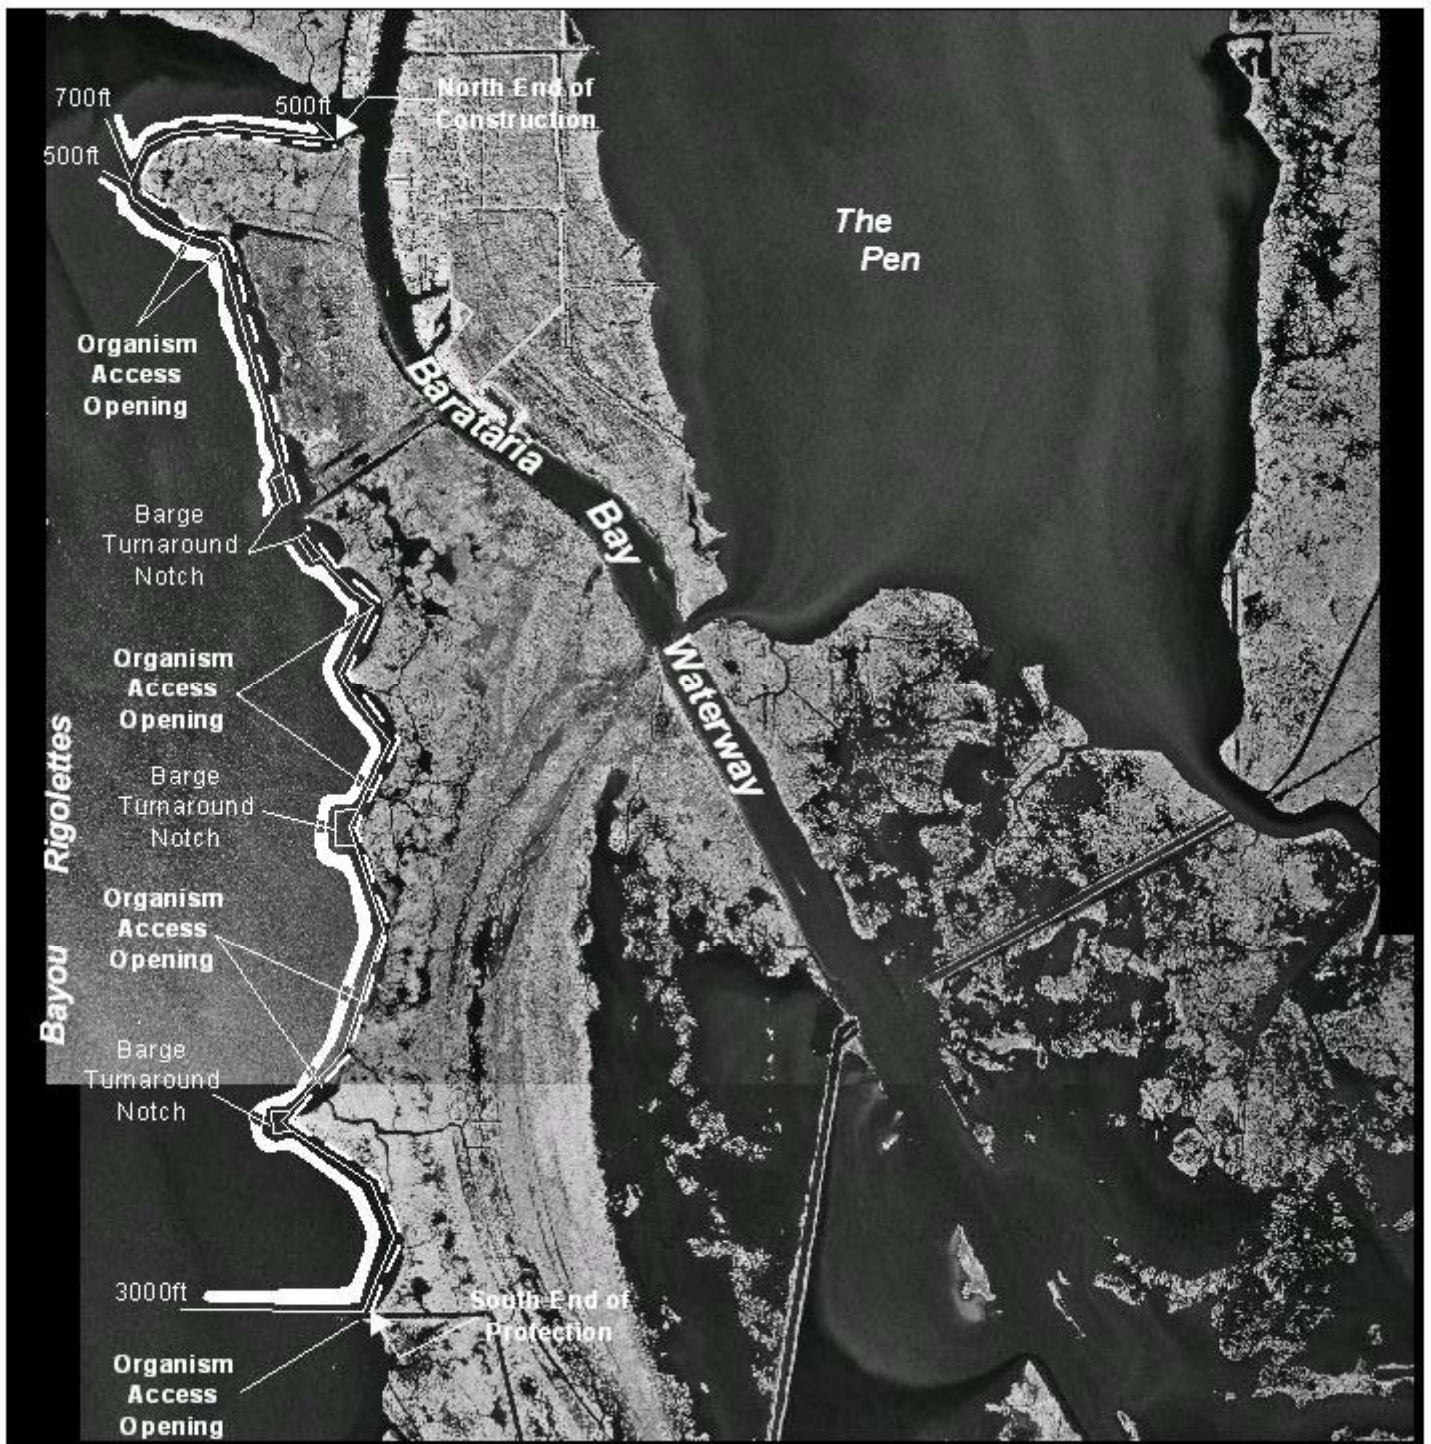 700ft
500ft
North End of
Construction
500ft
The
Pen
Organism
Access
Opening
Barataria
Bay
Waterway
Barge
Turnaround
Notch
Organism
Access
Opening
Barge
Turnaround
Notch
Bayou Rigolettes
Organism
Access
Opening
Barge
Turnaround
Notch
3000ft
South End of
Protection
Organism
Access
Opening